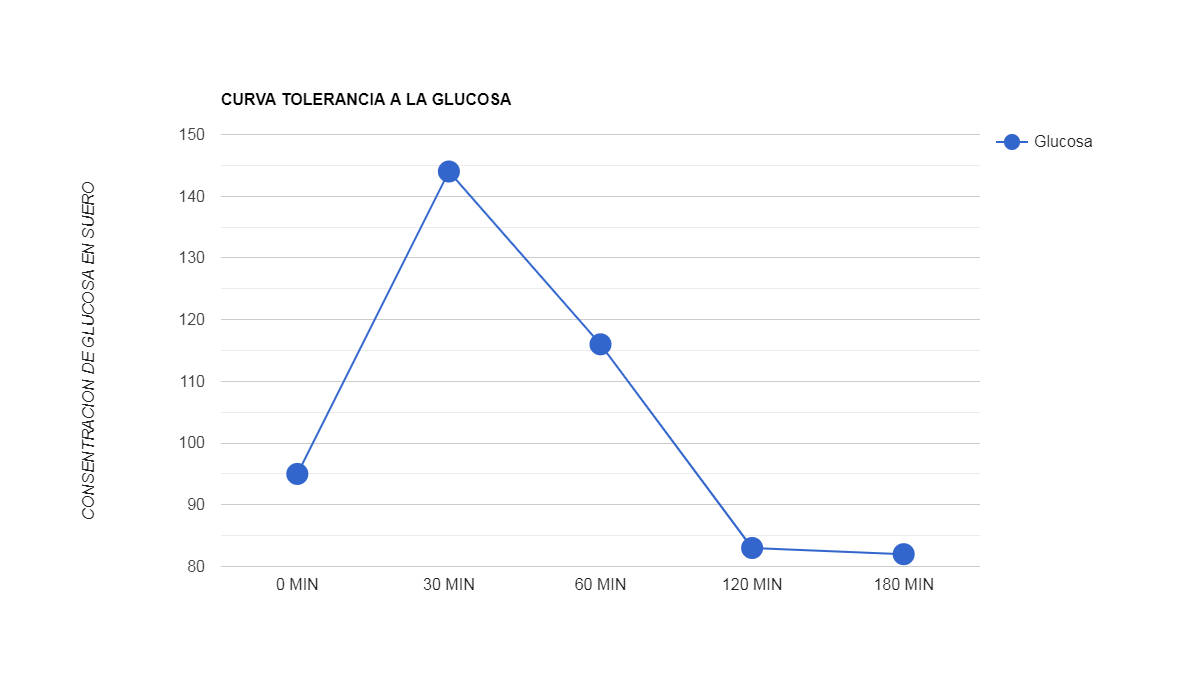 CURVA TOLERANCIA A LA GLUCOSA
Glucosa
CONSENTRACION DE GLUCOSA EN SUERO
150
140
130
120
110
100
90
80
0 MIN
30 MIN
60 MIN
120 MIN
180 MIN